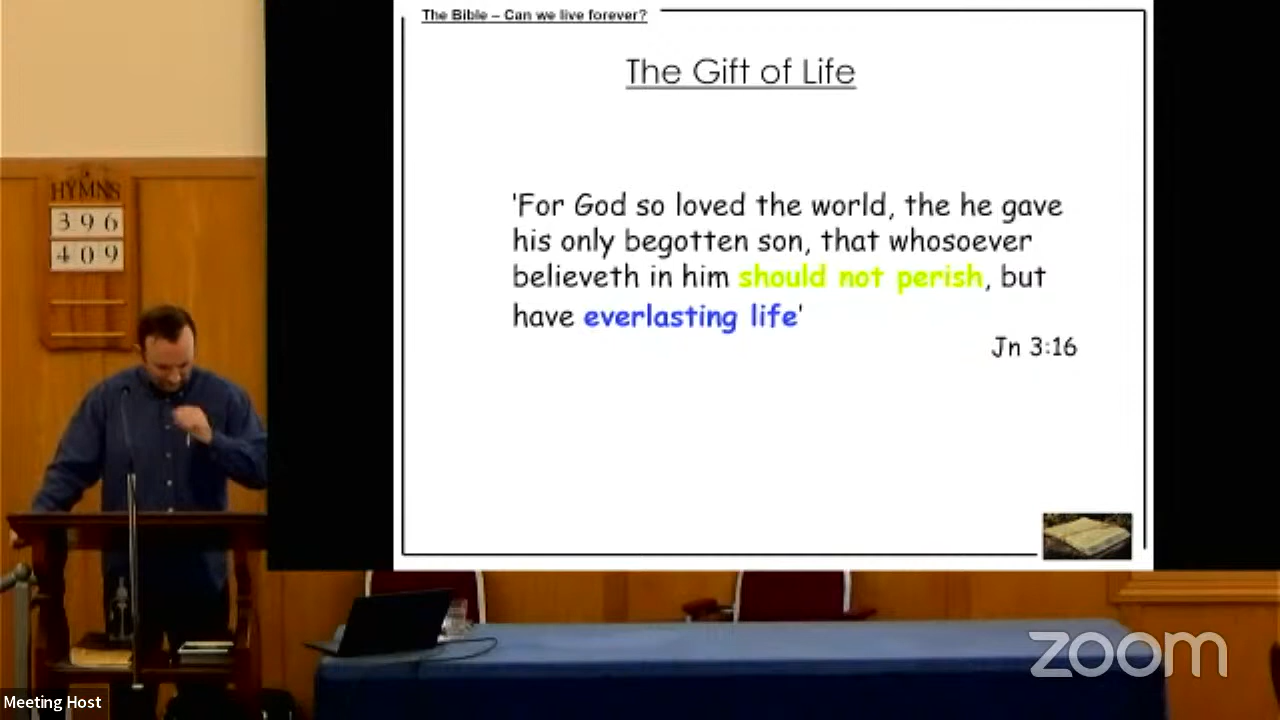 The Bible – Can we live forever?
The Gift of Life
'For God so loved the world, the he gave
his only begotten son, that whosoever
believeth in him should not perish, but
have everlasting life'
Jn 3:16
HYMNS
396
409
zoom
Meeting Host